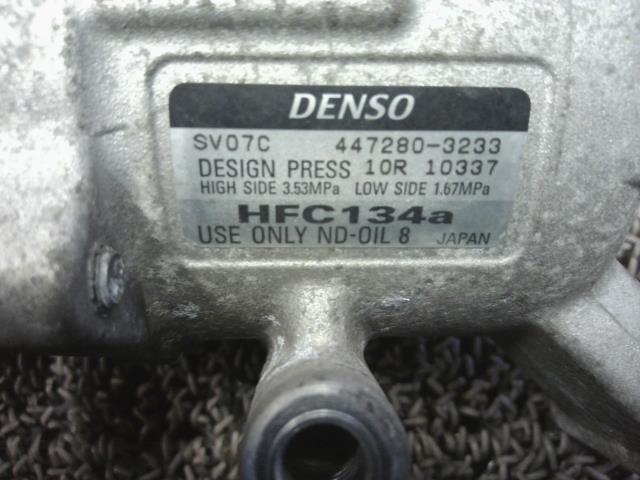 DENSO
SV07C 447280-3233
DESIGN PRESS 10R 10337
HIGH SIDE 3.53MPa LOW SIDE 1.67MPa
HFC134a
USE ONLY ND-OIL 8 JAPAN